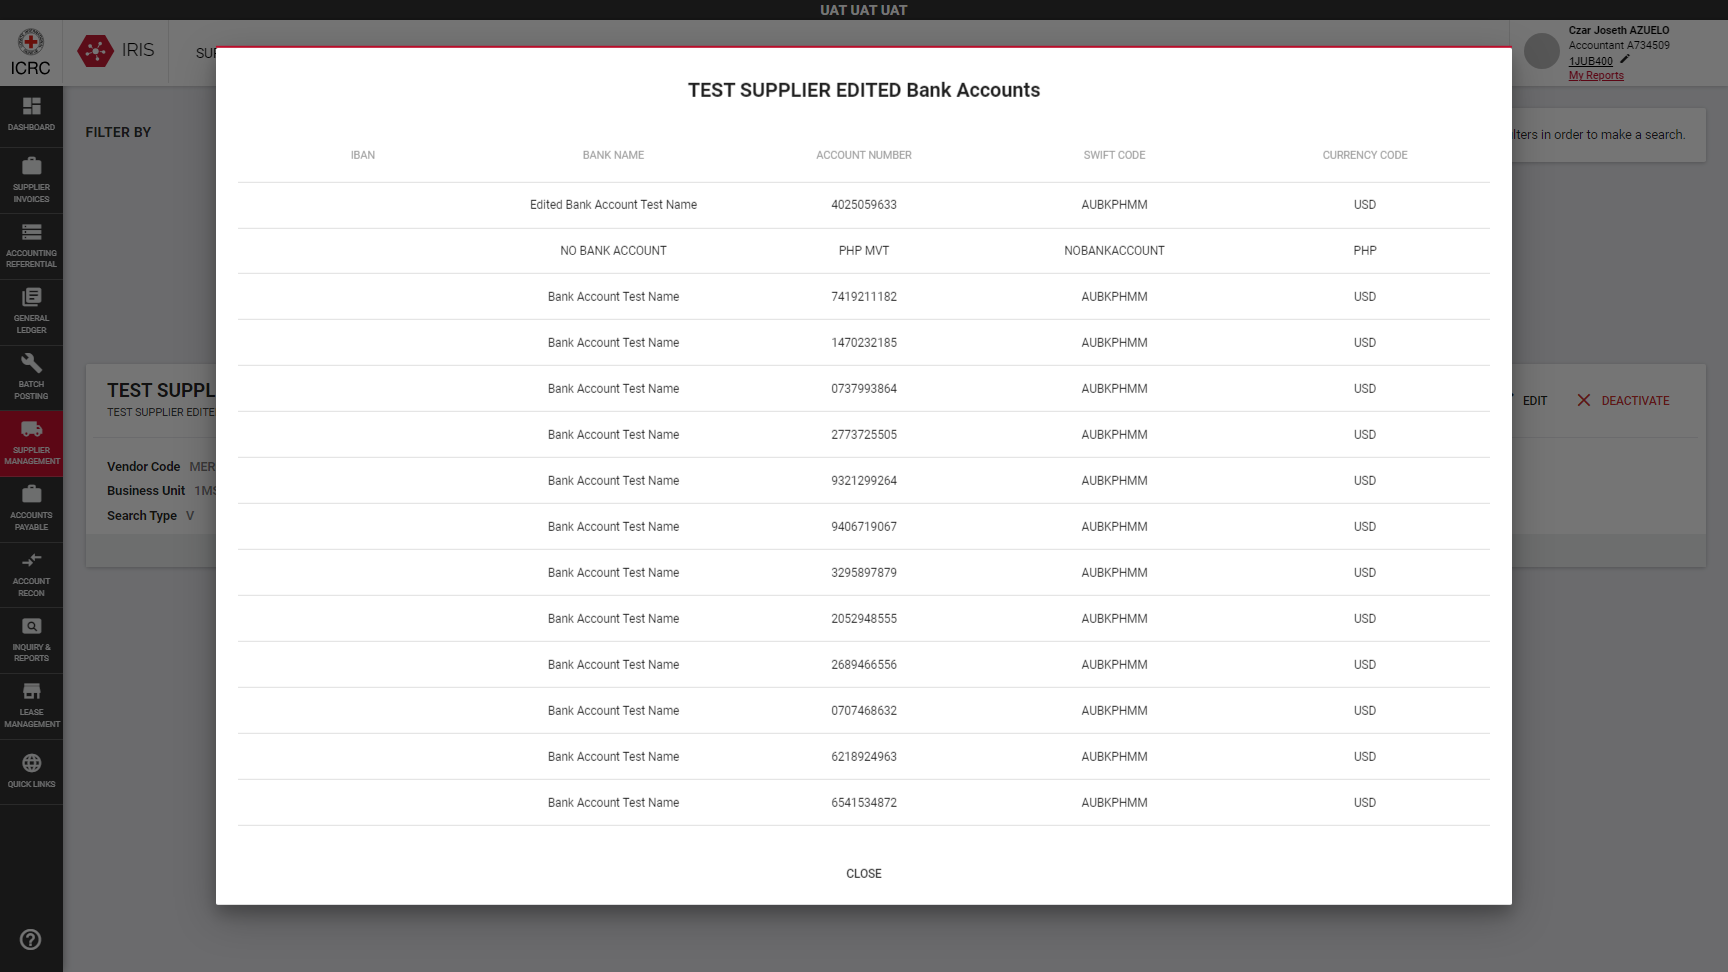 UAT UAT UAT
ICRC
IRIS
Czar Joseth AZUELO
Accountant A734509
1JUB400
My Reports
DASHBOARD
SUPPLIER
INVOICES
ACCOUNTING
REFERENTIAL
GENERAL
LEDGER
BATCH
POSTING
SUPPLIER
MANAGEMENT
ACCOUNTS
PAYABLE
ACCOUNT
RECON
INQUIRY &
REPORTS
LEASE
MANAGEMENT
QUICK LINKS
FILTER BY
in order to make a search.
TEST
TEST SUPPLIER
EDIT
DEACTIVATE
Vendor Code
Business Unit
Search Type V
TEST SUPPLIER EDITED Bank Accounts
IBAN BANK NAME ACCOUNT NUMBER SWIFT CODE CURRENCY CODE
Edited Bank Account Test Name 4025059633 AUBKPHMM USD
NO BANK ACCOUNT PHP MVT NOBANKACCOUNT PHP
Bank Account Test Name 7419211182 AUBKPHMM USD
Bank Account Test Name 1470232185 AUBKPHMM USD
Bank Account Test Name 0737993864 AUBKPHMM USD
Bank Account Test Name 2773725505 AUBKPHMM USD
Bank Account Test Name 9321299264 AUBKPHMM USD
Bank Account Test Name 9406719067 AUBKPHMM USD
Bank Account Test Name 3295897879 AUBKPHMM USD
Bank Account Test Name 2052948555 AUBKPHMM USD
Bank Account Test Name 2689466556 AUBKPHMM USD
Bank Account Test Name 0707468632 AUBKPHMM USD
Bank Account Test Name 6218924963 AUBKPHMM USD
Bank Account Test Name 6541534872 AUBKPHMM USD
CLOSE